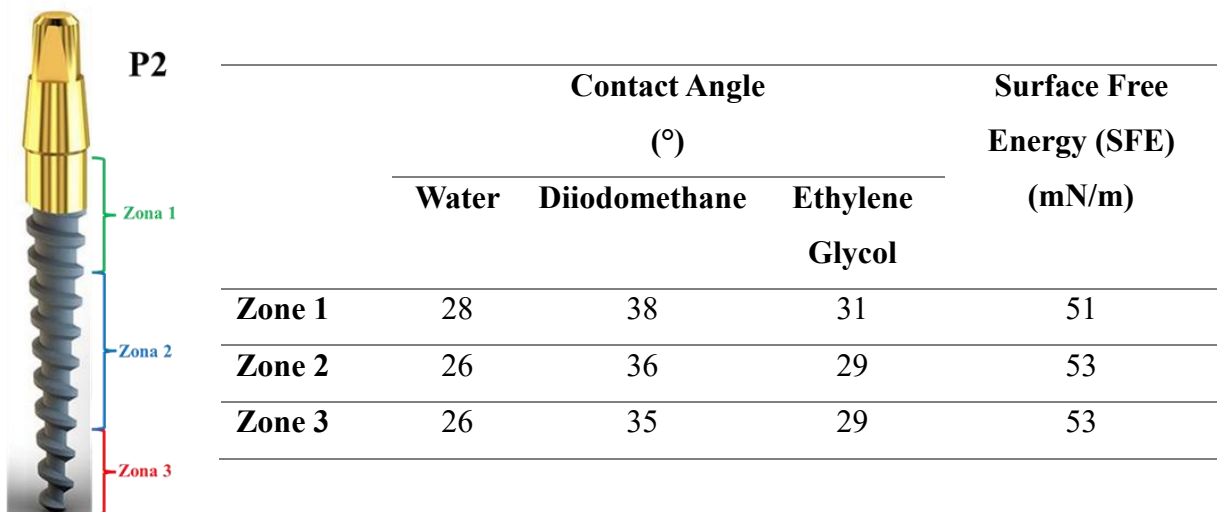 P2
Zona 1
Zona 2
Zona 3
Contact Angle Surface Free
(°) Energy (SFE)
Water Diiodomethane Ethylene (mN/m)
Glycol
Zone 1 28 38 31 51
Zone 2 26 36 29 53
Zone 3 26 35 29 53